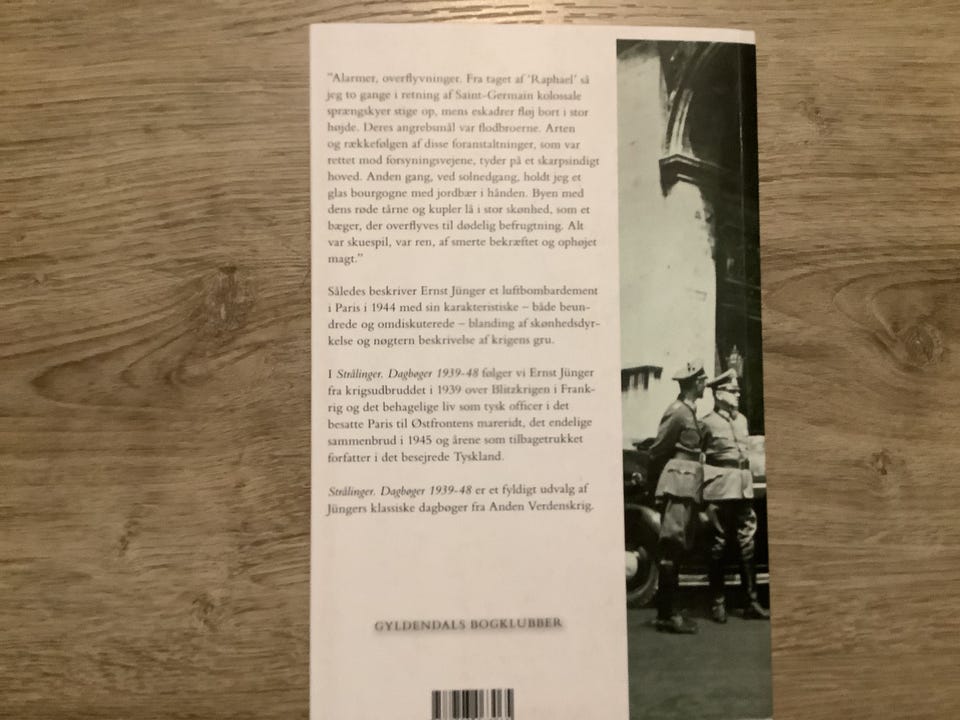 "Alarmer, overflyvninger. Fra taget af 'Raphael' så
jeg to gange i retning af Saint-Germain kolossale
sprængskyer stige op, mens eskadrer fløj bort i stor
højde. Deres angrebsmål var flodbroerne. Arten
og rækkefølgen af disse foranstaltninger, som var
rettet mod forsyningsvejene, tyder på et skarpsindigt
hoved. Anden gang, ved solnedgang, holdt jeg et
glas bourgogne med jordbær i hånden. Byen med
dens røde tårne og kupler lå i stor skønhed, som et
bæger, der overflyves til dødelig befrugtning. Alt
var skuespil, var ren, af smerte bekræftet og ophøjet
magt."
Således beskriver Ernst Jünger et luftbombardement
i Paris i 1944 med sin karakteristiske – både beun-
drede og omdiskuterede – blanding af skønhedsdyr-
kelse og nøgtern beskrivelse af krigens gru.
I Strålinger. Dagbøger 1939-48 følger vi Ernst Jünger
fra krigsudbruddet i 1939 over Blitzkrigen i Frank-
rig og det behagelige liv som tysk officer i det
besatte Paris til Østfrontens mareridt, det endelige
sammenbrud i 1945 og årene som tilbagetrukket
forfatter i det besejrede Tyskland.
Strålinger. Dagbøger 1939-48 er et fyldigt udvalg af
Jüngers klassiske dagbøger fra Anden Verdenskrig.
GYLDENDALS BOGKLUBBER